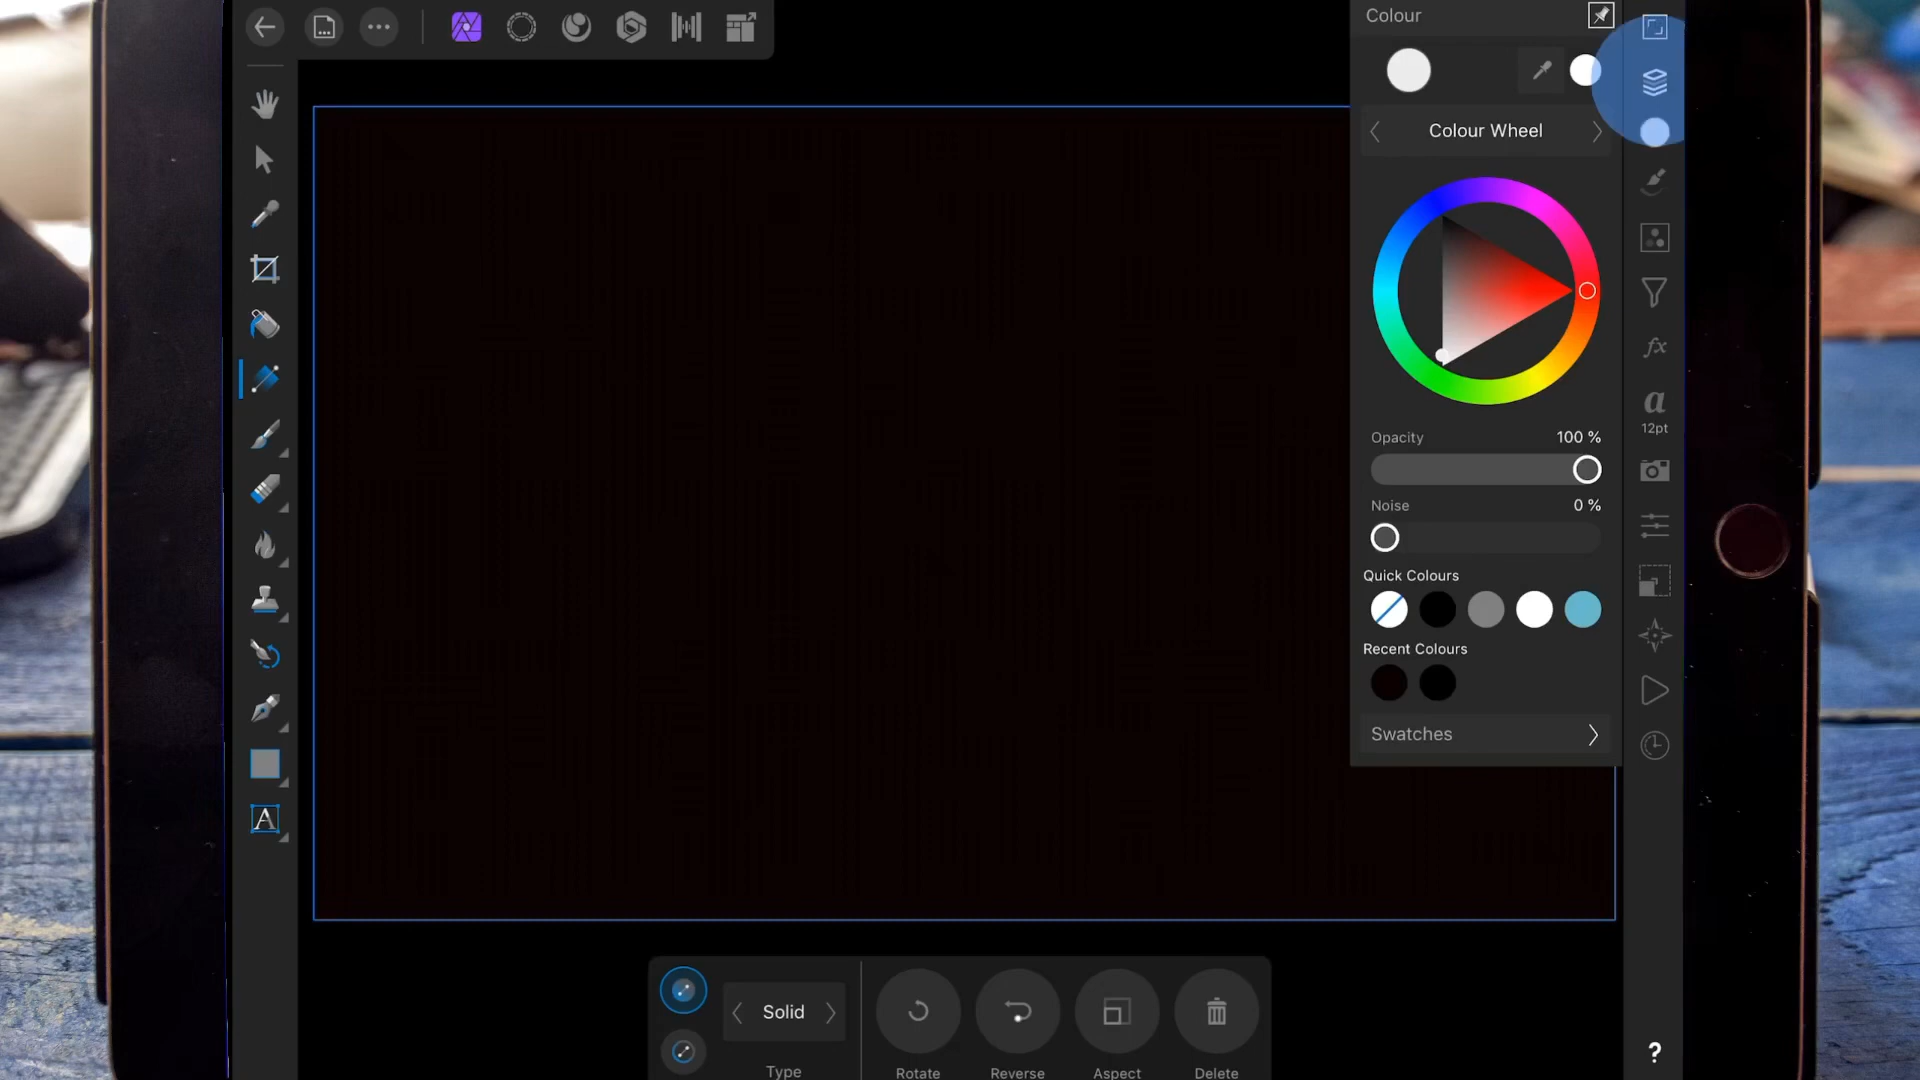 Colour
Colour Wheel
Opacity 100 %
Noise 0 %
Quick Colours
Recent Colours
Swatches
fx
a
12pt
A
Solid
Type
Rotate
Reverse
Aspect
Delete
?